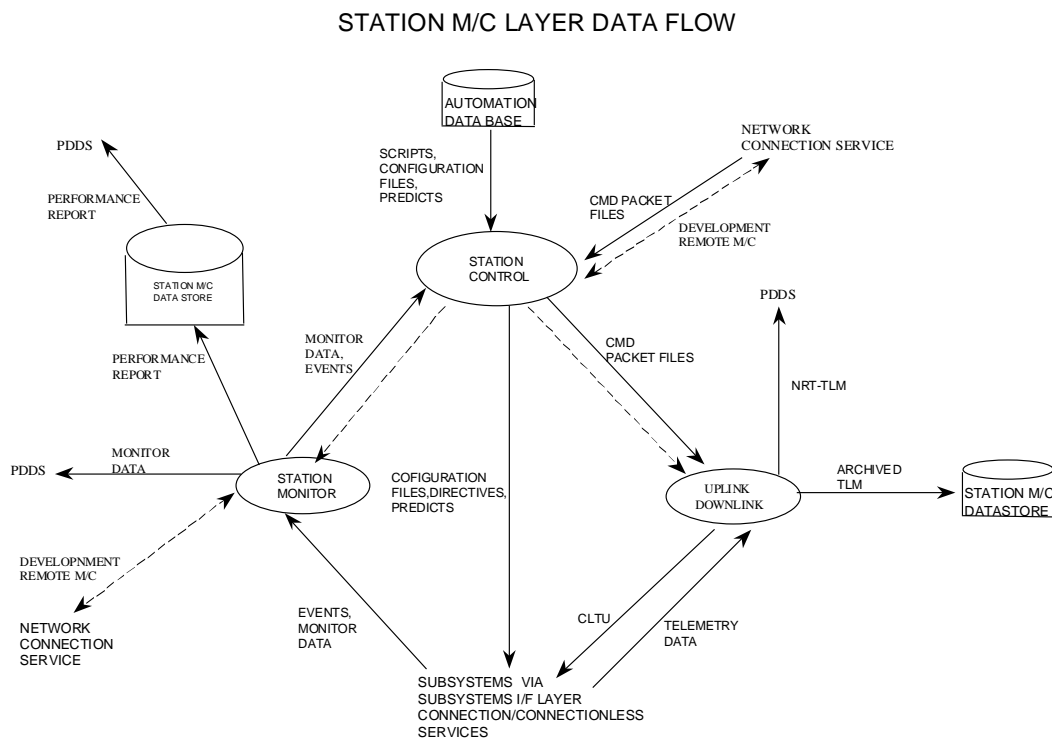 STATION M/C LAYER DATA FLOW
AUTOMATION
DATA BASE
NETWORK
CONNECTION SERVICE
PDDS
SCRIPTS,
CONFIGURATION
FILES,
PREDICTS
PERFORMANCE
REPORT
CMD PACKET
FILES
DEVELOPMENT
REMOTE M/C
STATION
CONTROL
STATION M/C
DATA STORE
PDDS
MONITOR
DATA,
EVENTS
CMD
PACKET FILES
PERFORMANCE
REPORT
NRT-TLM
MONITOR
DATA
PDDS
STATION
MONITOR
COFIGURATION
FILES,DIRECTIVES,
PREDICTS
UPLINK
DOWNLINK
ARCHIVED
TLM
STATION M/C
DATASTORE
DEVELOPNMENT
REMOTE M/C
NETWORK
CONNECTION
SERVICE
EVENTS,
MONITOR
DATA
CLTU
TELEMETRY
DATA
SUBSYSTEMS VIA
SUBSYSTEMS I/F LAYER
CONNECTION/CONNECTIONLESS
SERVICES